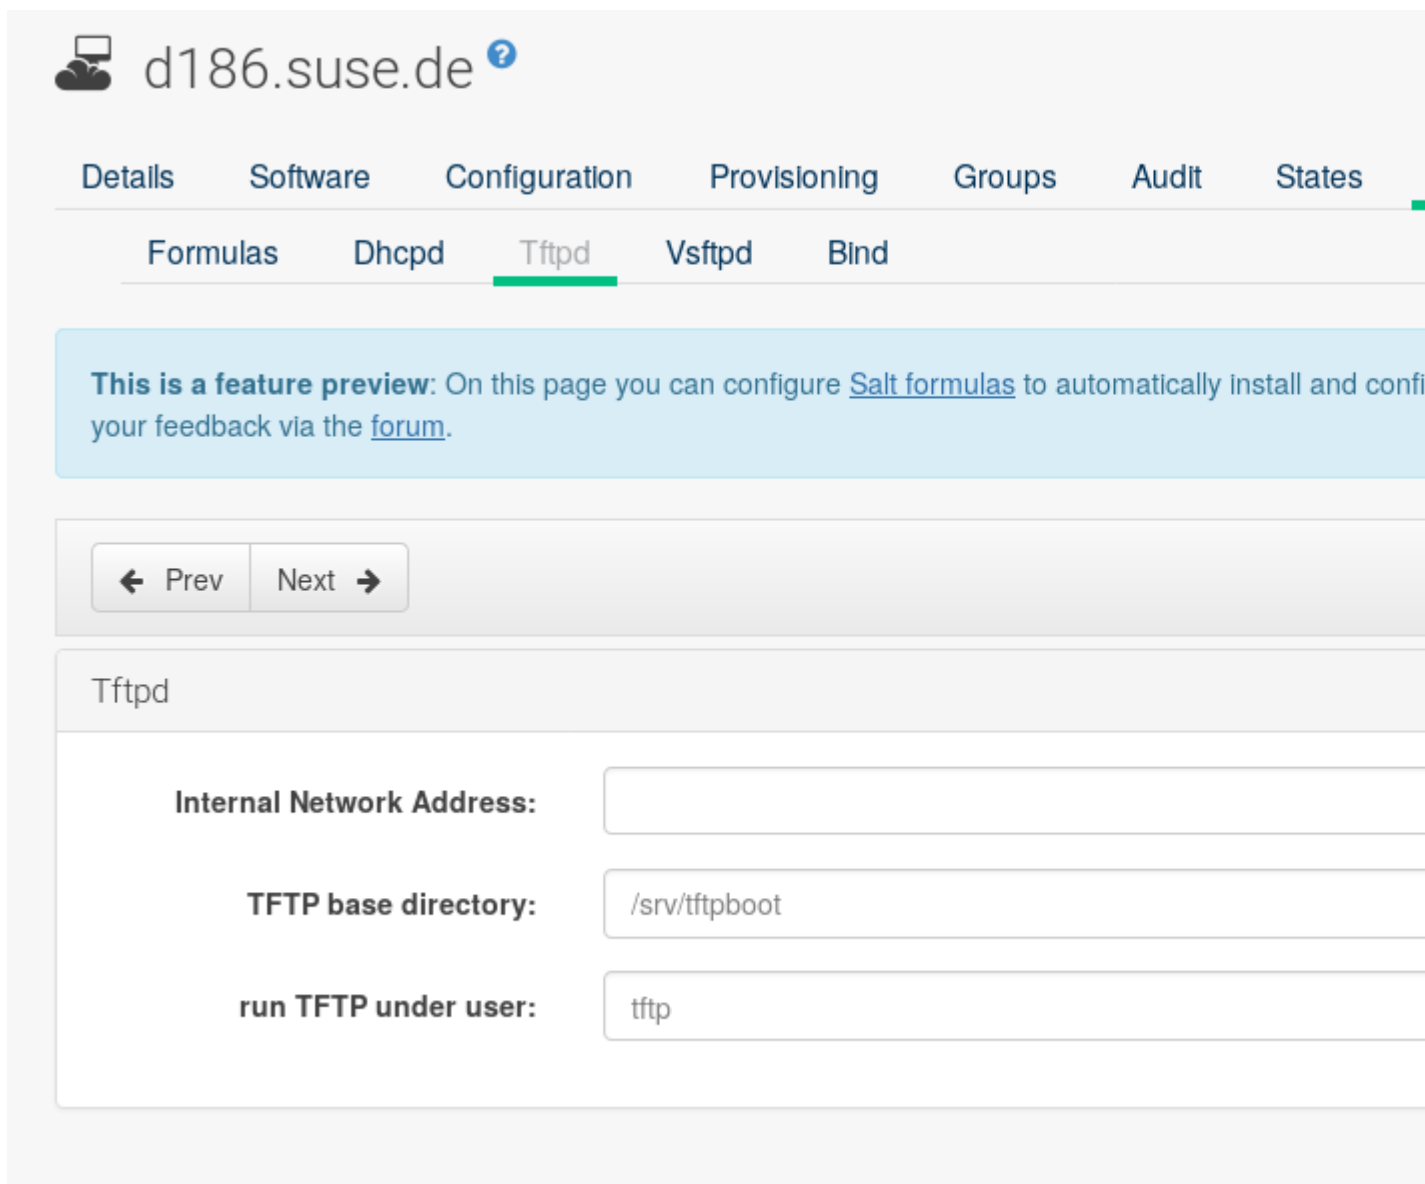 d186.suse.de ?
Details Software Configuration Provisioning Groups Audit States
Formulas Dhcpd Tftpd Vsftpd Bind
This is a feature preview: On this page you can configure Salt formulas to automatically install and confi
your feedback via the forum.
Prev Next
Tftpd
Internal Network Address:
TFTP base directory: /srv/tftpboot
run TFTP under user: tftp